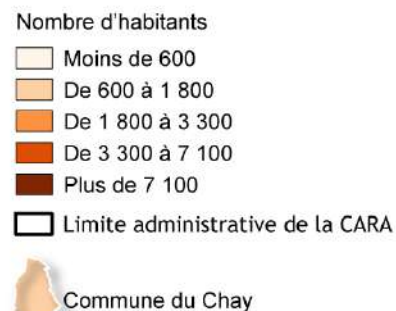 Nombre d'habitants
Moins de 600
De 600 à 1 800
De 1 800 à 3 300
De 3 300 à 7 100
Plus de 7 100
Limite administrative de la CARA
Commune du Chay